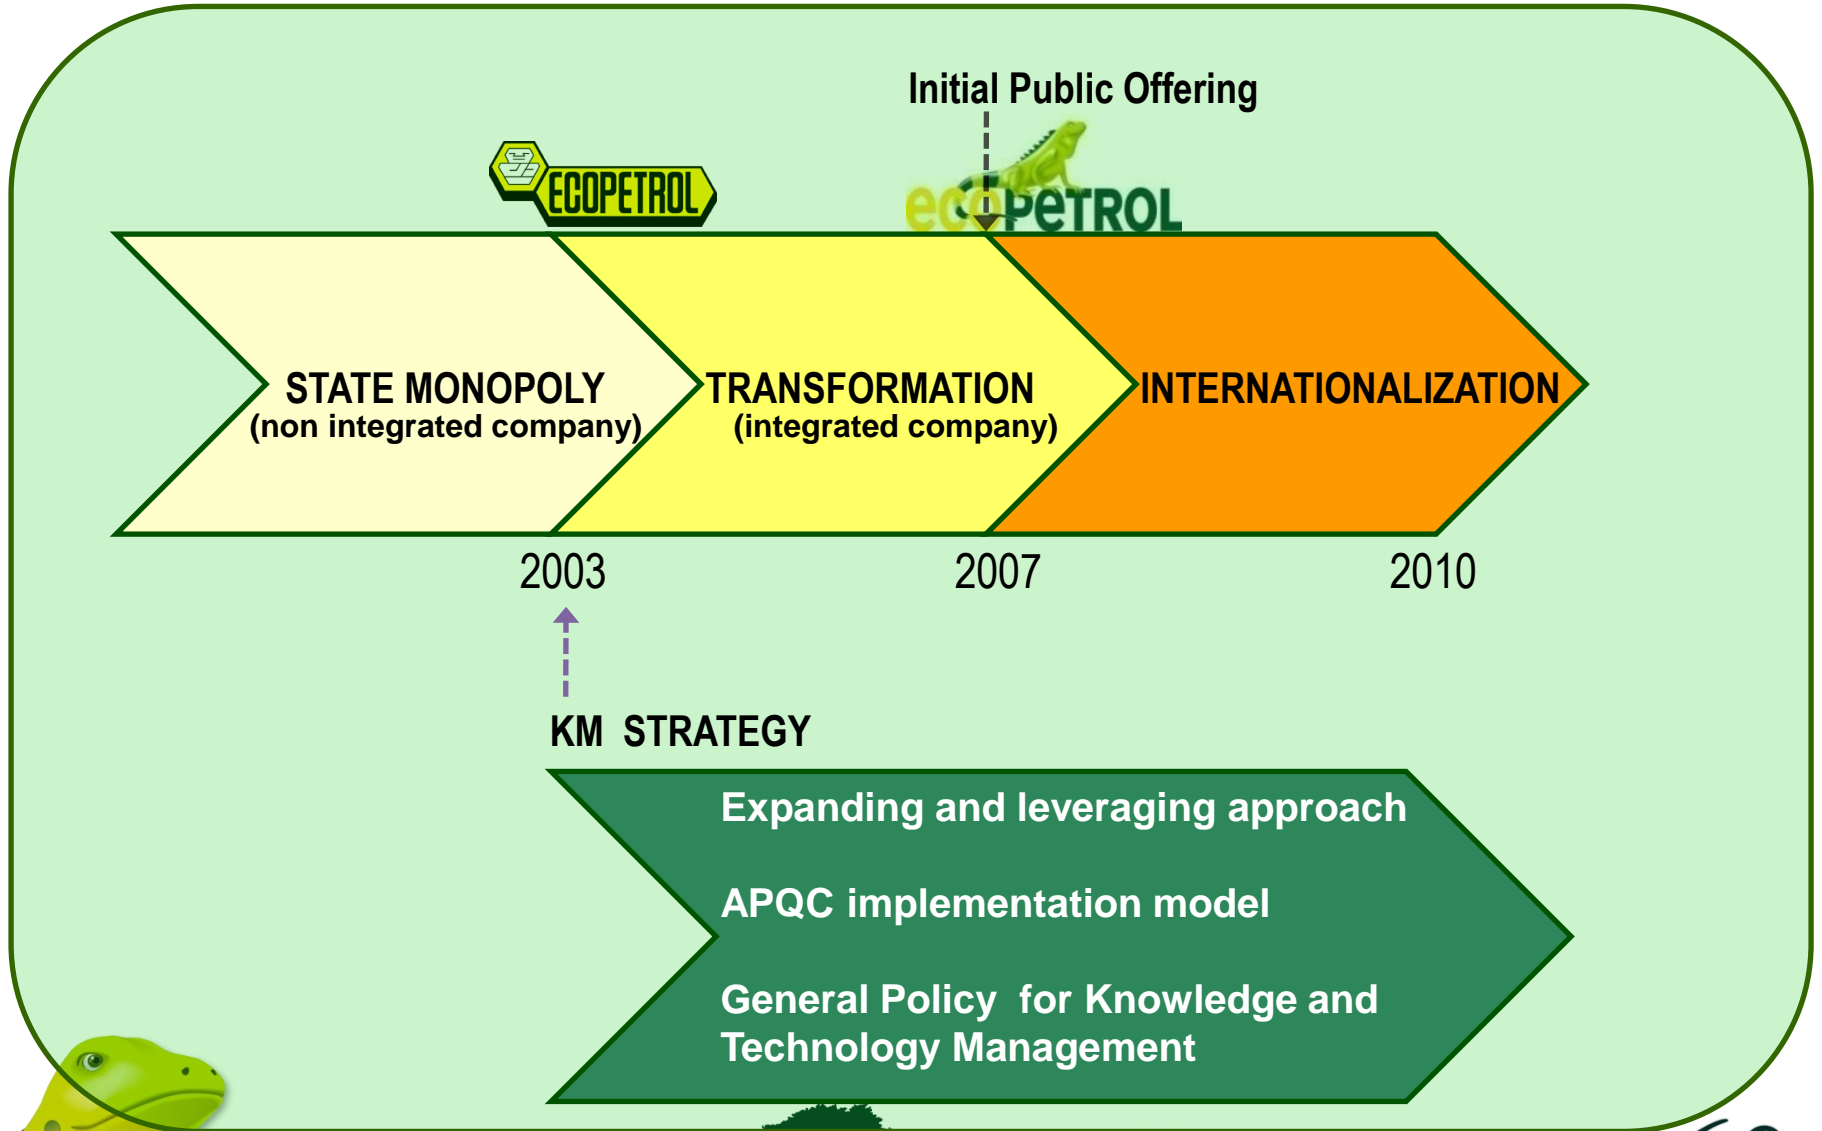 Initial Public Offering
ECOPETROL
ecoPeTROL
STATE MONOPOLY
(non integrated company)
TRANSFORMATION
(integrated company)
INTERNATIONALIZATION
2003
2007
2010
KM STRATEGY
Expanding and leveraging approach
APQC implementation model
General Policy for Knowledge and
Technology Management